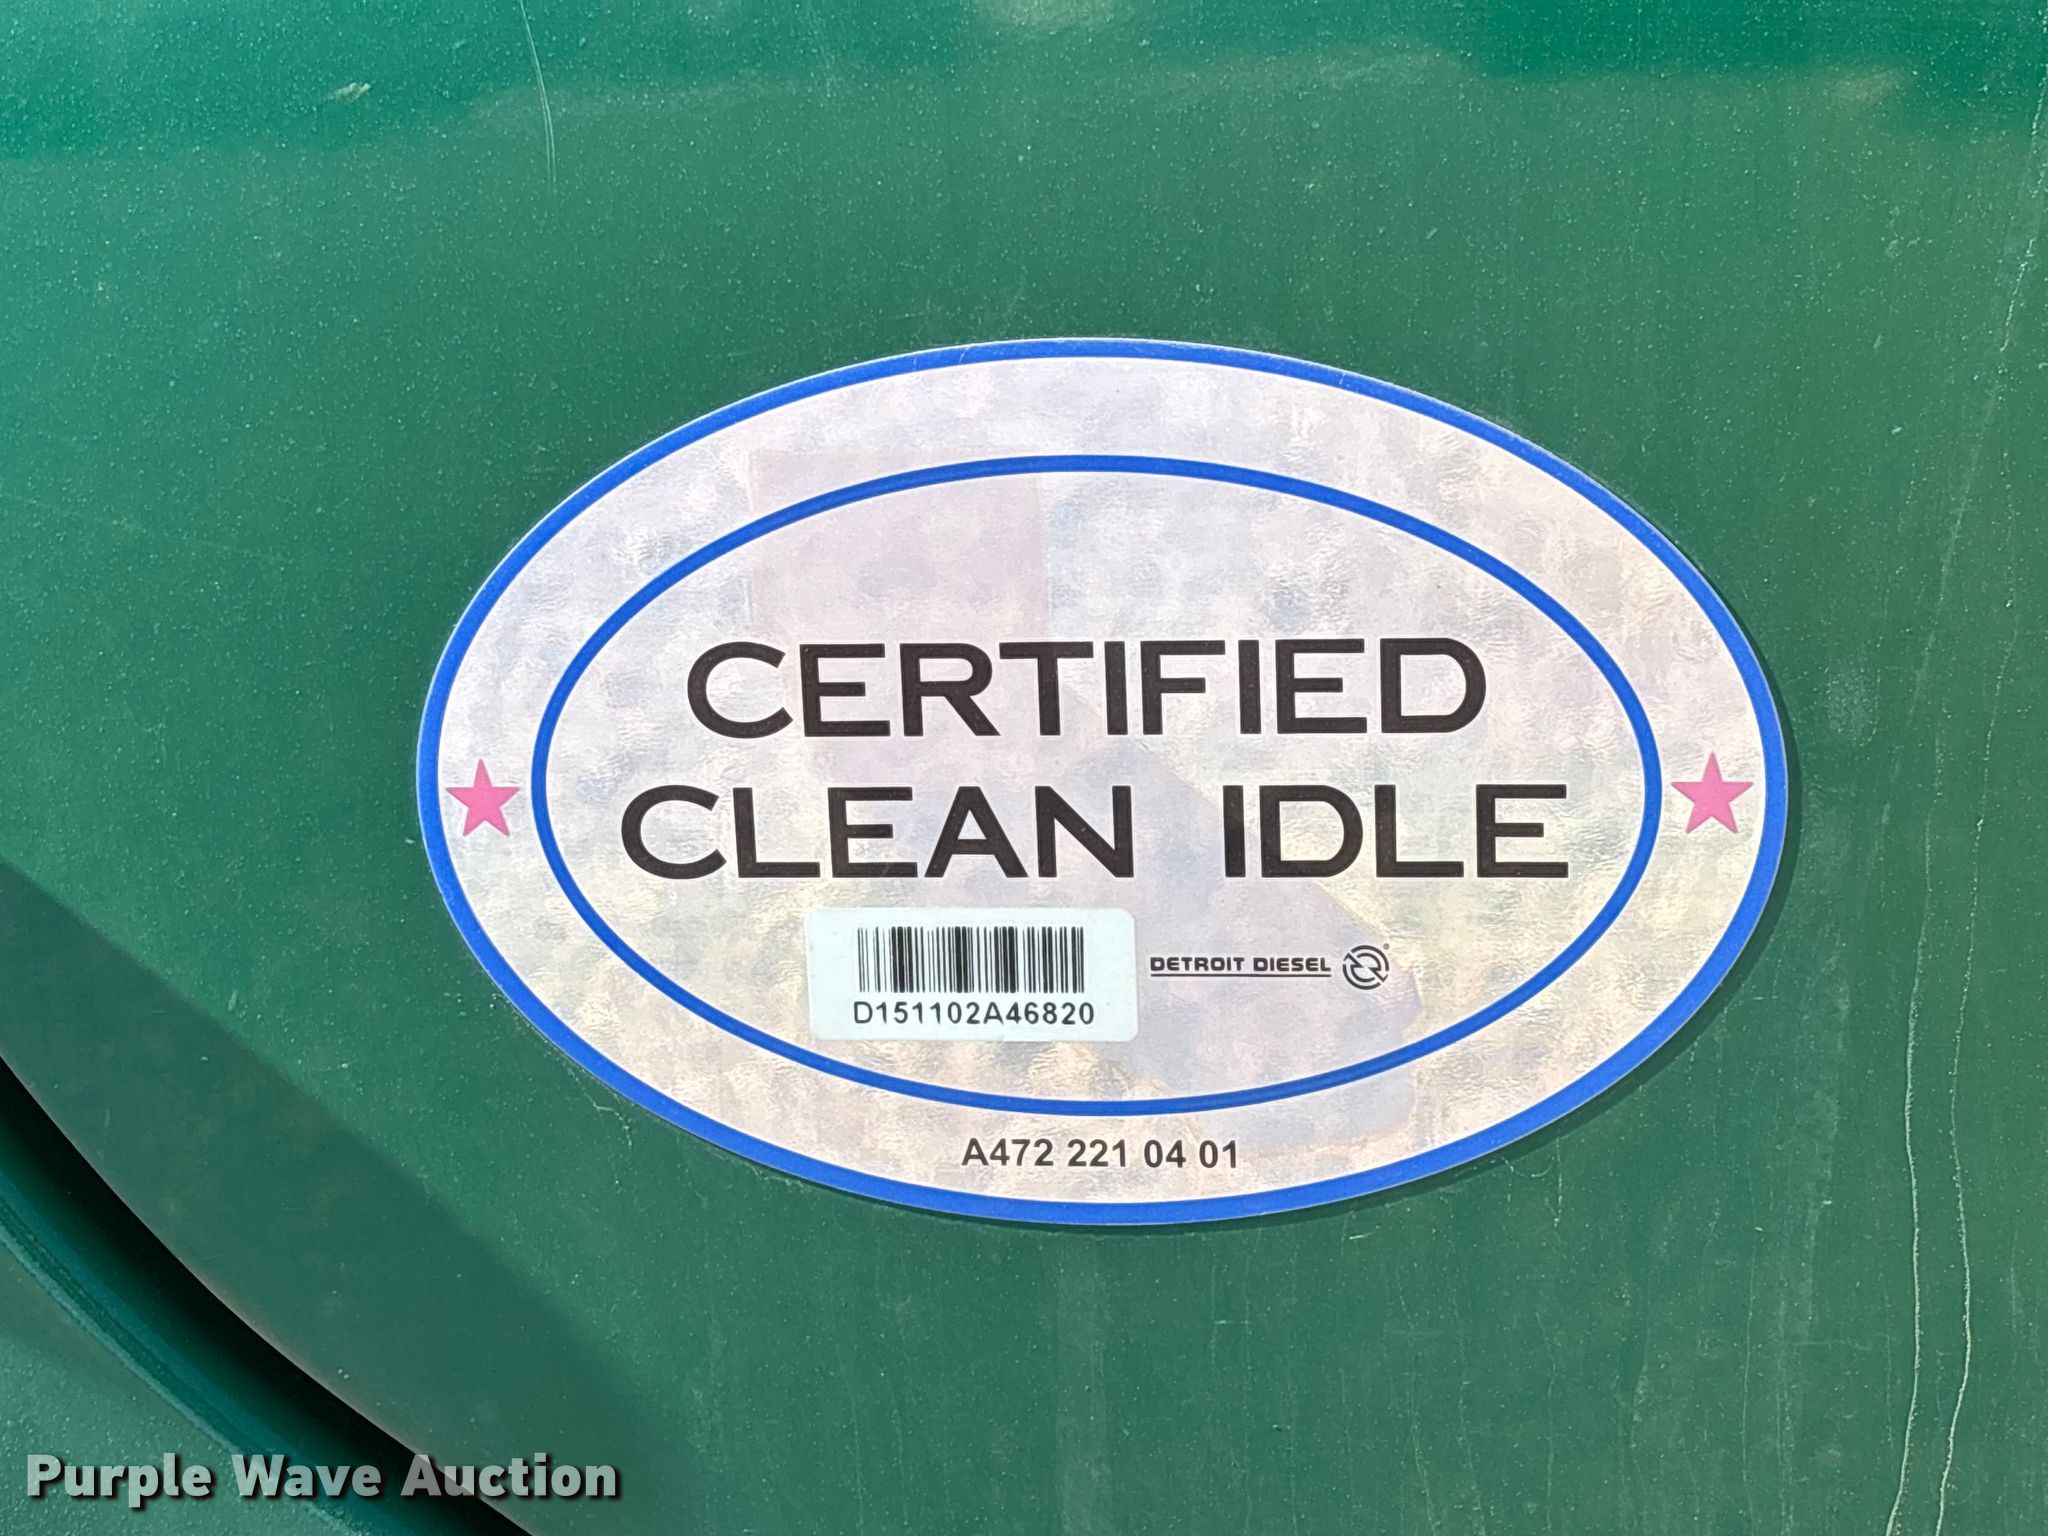 CERTIFIED
CLEAN IDLE
DETROIT DIESEL
D151102A46820
A472 221 04 01
Purple Wave Auction